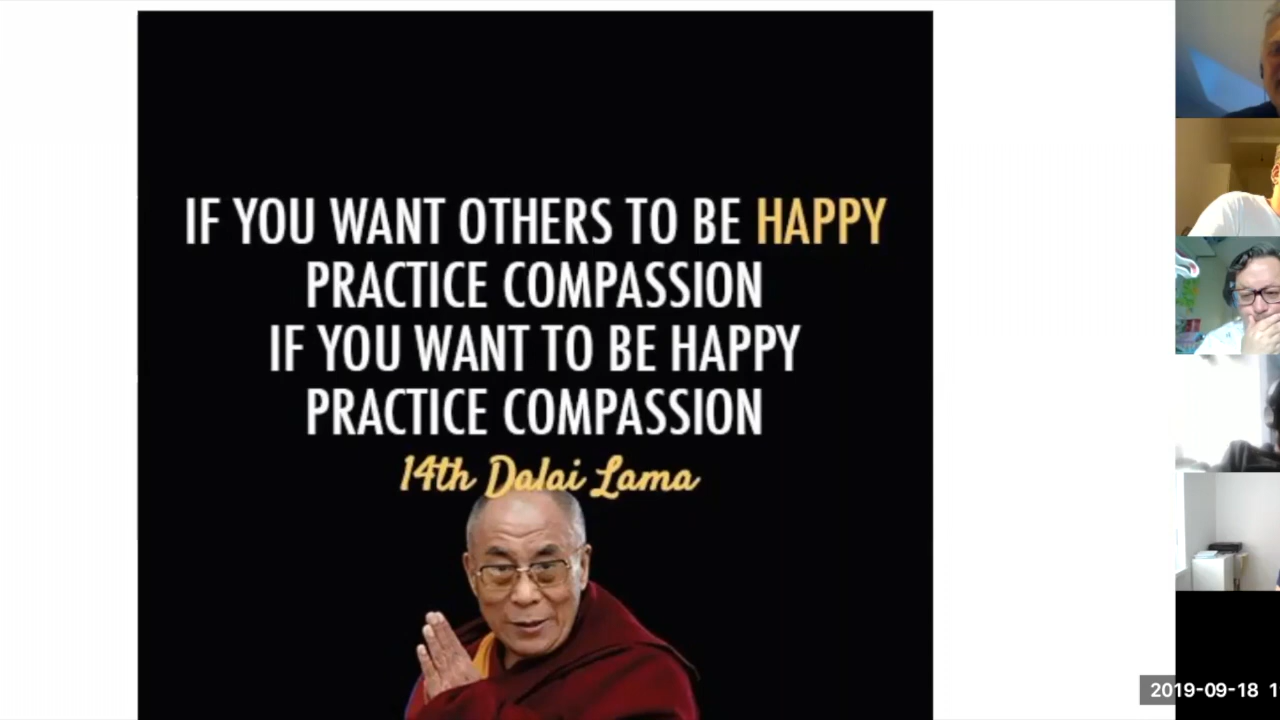 IF YOU WANT OTHERS TO BE HAPPY
PRACTICE COMPASSION
IF YOU WANT TO BE HAPPY
PRACTICE COMPASSION
14th Dalai Lama
2019-09-18 1